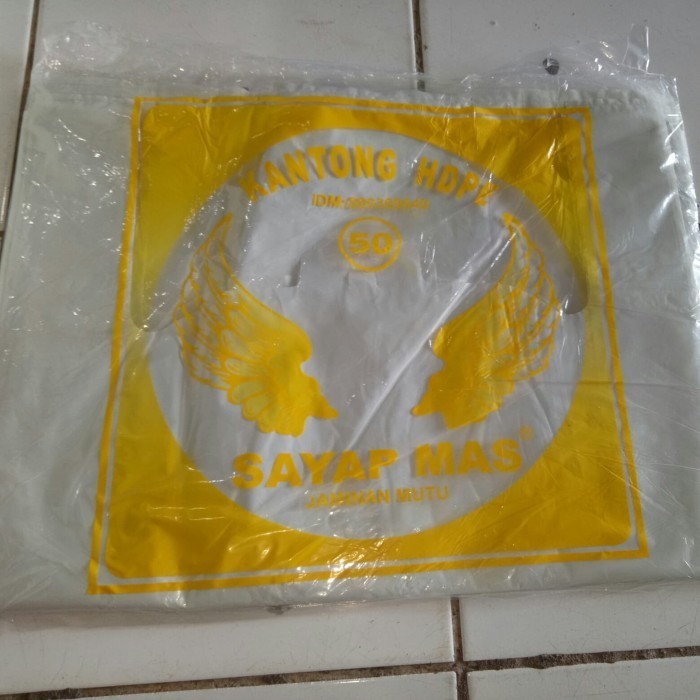 KANTONG HDPE
50
SAYAP MAS®
JAMINAN MUTU